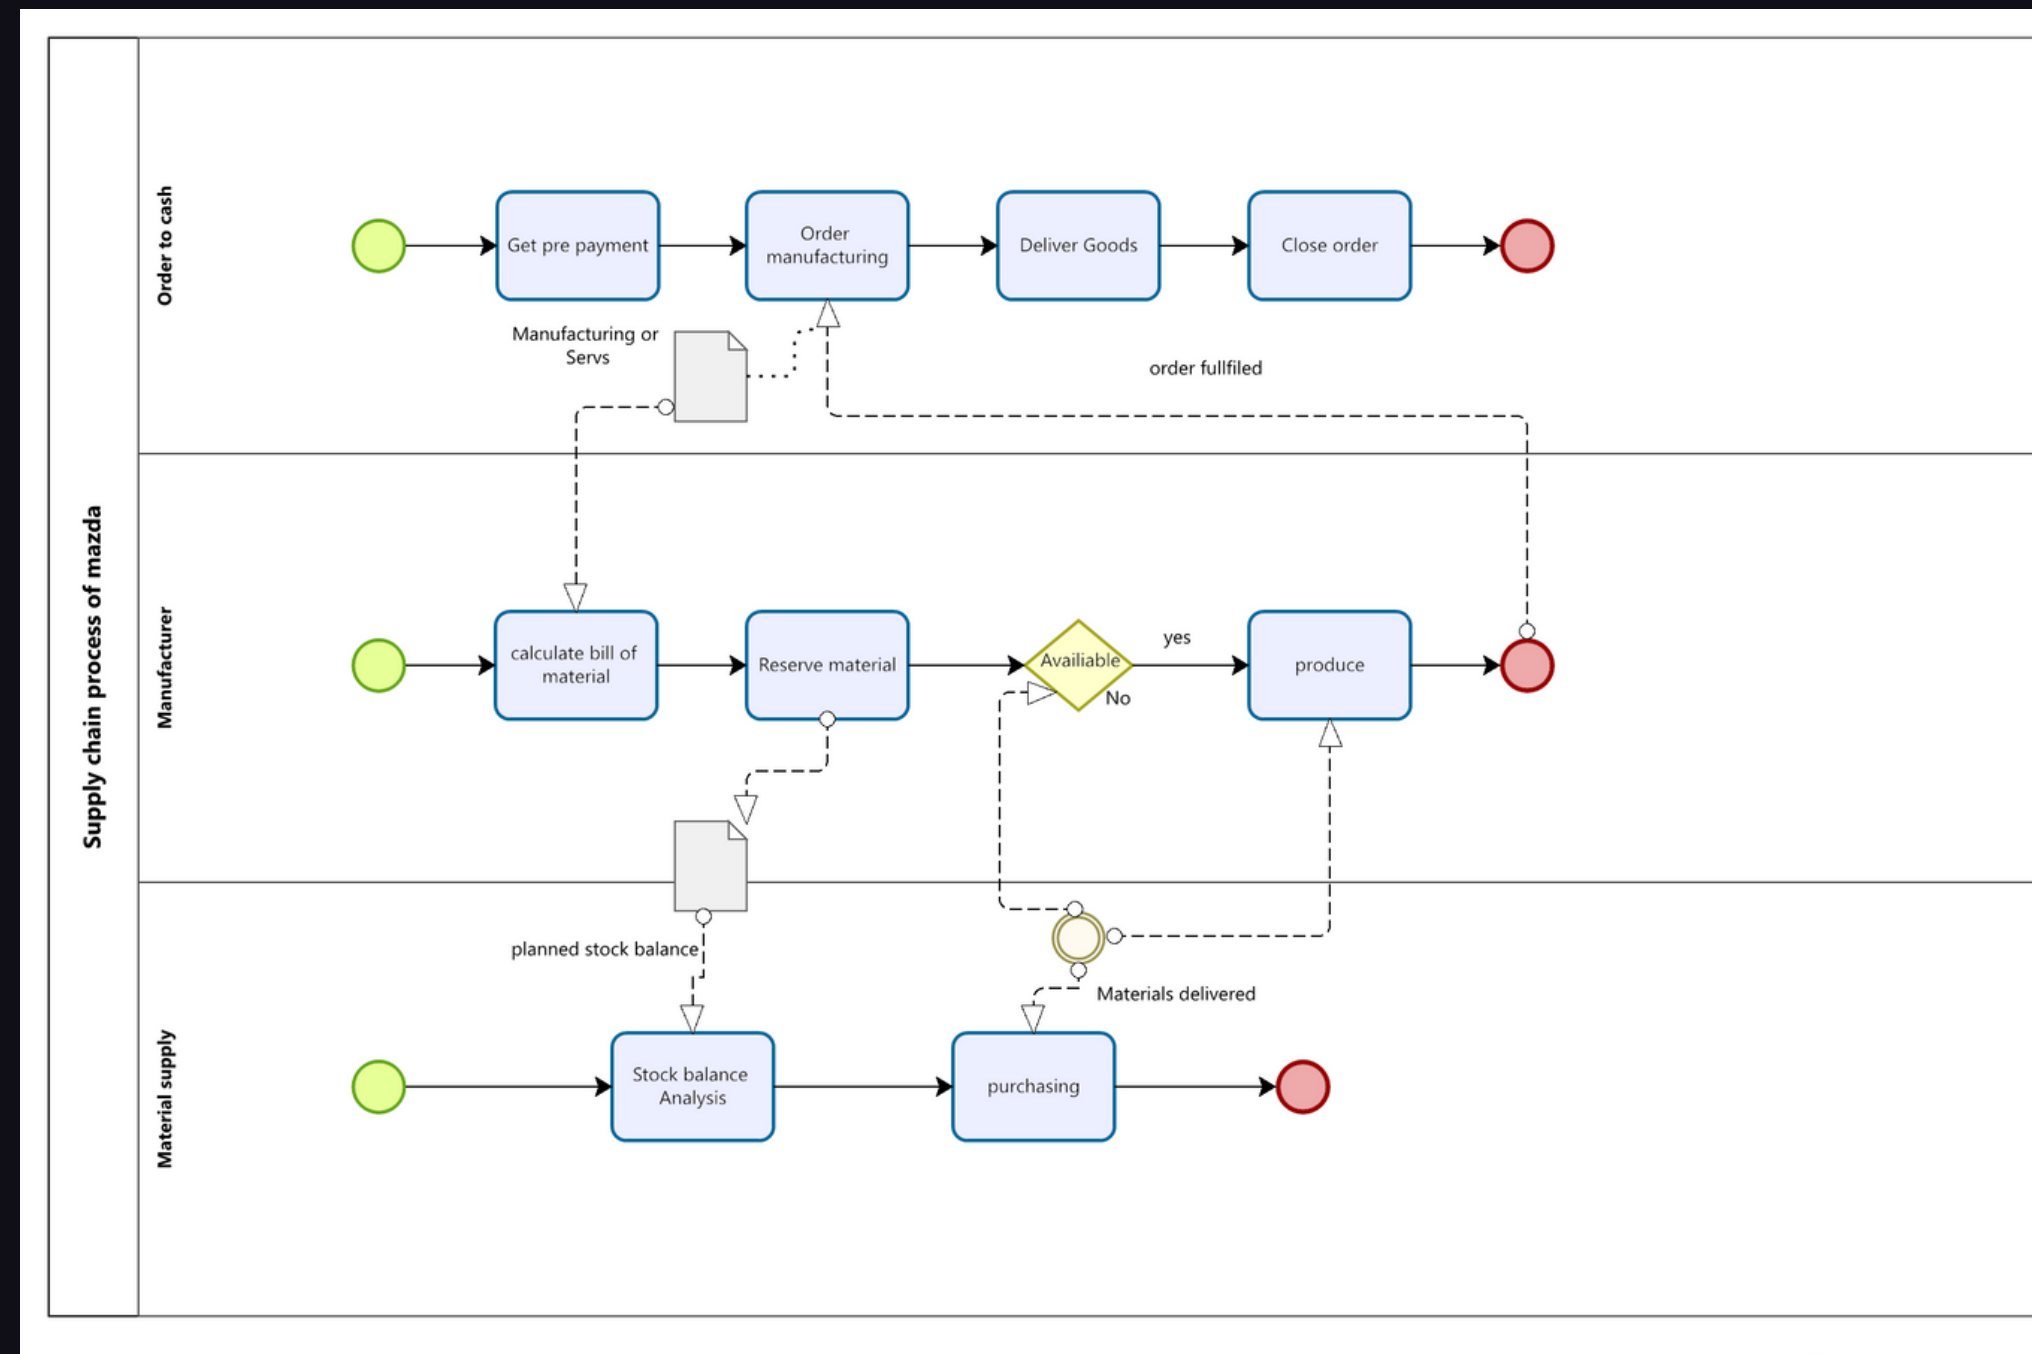 Supply chain process of mazda
Order to cash
Get pre payment
Order
manufacturing
Deliver Goods
Close order
Manufacturing or
Servs
order fullfiled
Manufacturer
calculate bill of
material
Reserve material
Availiable
yes
No
produce
Material supply
planned stock balance
Materials delivered
Stock balance
Analysis
purchasing